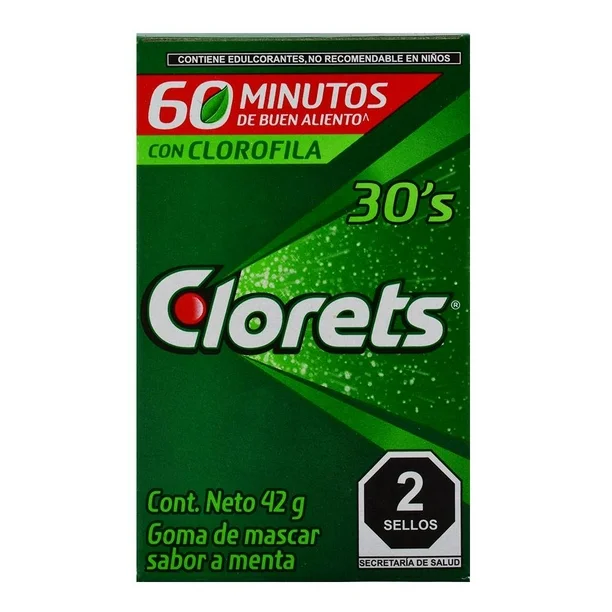 CONTIENE EDULCORANTES, NO RECOMENDABLE EN NIÑOS
60 MINUTOS
DE BUEN ALIENTO^
CON CLOROFILA
30's
Clorets®
Cont. Neto 42 g
Goma de mascar
sabor a menta
2
SELLOS
SECRETARÍA DE SALUD